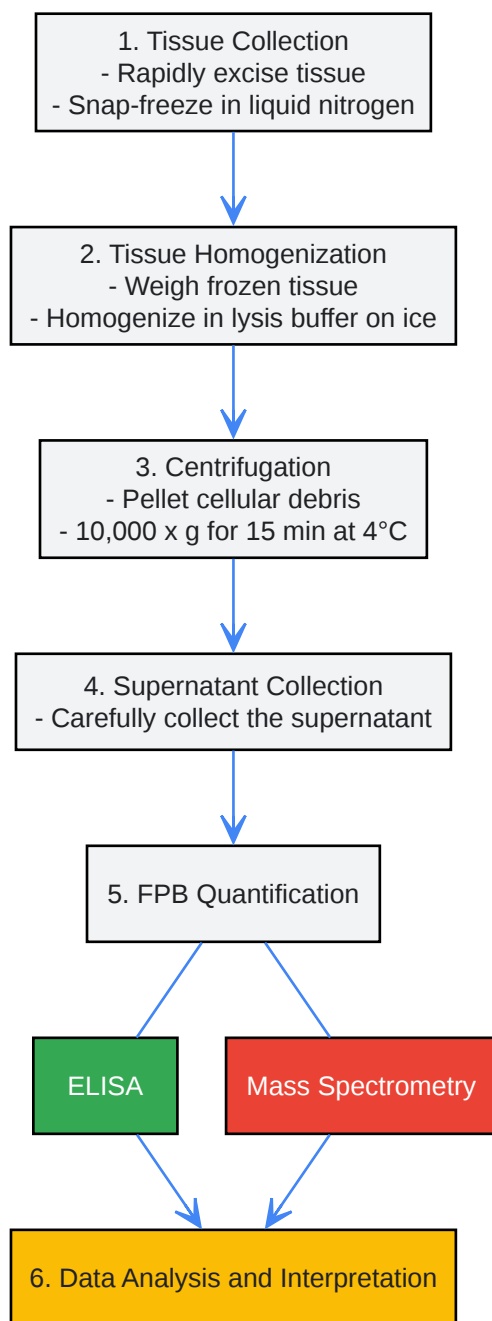 1. Tissue Collection
- Rapidly excise tissue
- Snap-freeze in liquid nitrogen
2. Tissue Homogenization
- Weigh frozen tissue
- Homogenize in lysis buffer on ice
3. Centrifugation
- Pellet cellular debris
- 10,000 x g for 15 min at 4°C
4. Supernatant Collection
- Carefully collect the supernatant
5. FPB Quantification
ELISA
Mass Spectrometry
6. Data Analysis and Interpretation